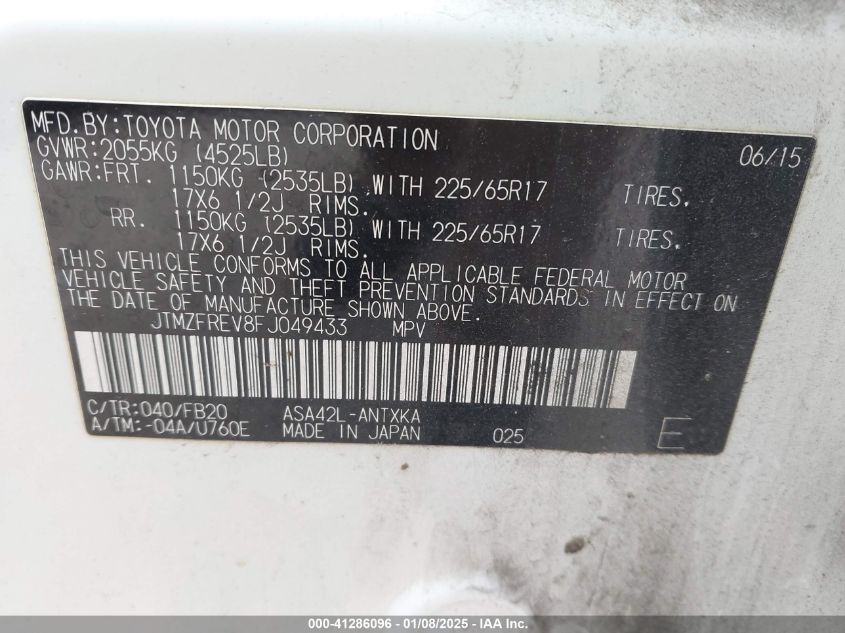 MFD.BY:TOYOTA MOTOR CORPORATION 06/15
GVWR:2055KG (4525LB)
GAWR:FRT. 1150KG (2535LB) WITH 225/65R17 TIRES.
17X6 1/2J RIMS.
RR. 1150KG (2535LB) WITH 225/65R17 TIRES.
17X6 1/2J RIMS.
THIS VEHICLE CONFORMS TO ALL APPLICABLE FEDERAL MOTOR
VEHICLE SAFETY AND THEFT PREVENTION STANDARDS IN EFFECT ON
THE DATE OF MANUFACTURE SHOWN ABOVE.
JTMZFREV8FJ049433 MPV
C/TR:040/FB20 ASA42L-ANTXKA
A/TM:-04A/U760E MADE IN JAPAN 025 E
000-41286096 - 01/08/2025 - IAA Inc.